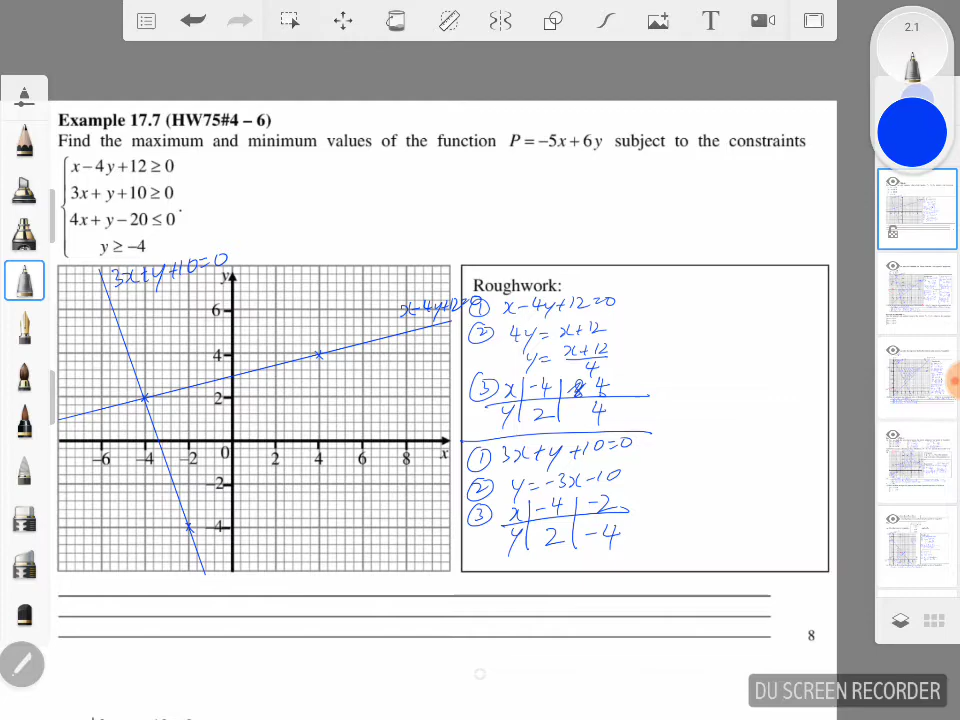 2.1
T
Example 17.7 (HW75#4 – 6)
Find the maximum and minimum values of the function P = −5x + 6y subject to the constraints
x − 4y + 12 ≥ 0
3x + y + 10 ≥ 0
4x + y − 20 ≤ 0 .
y ≥ −4
3x+y+10=0
y
6
x-4y+12=0
4
2
−6 −4 −2 0 2 4 6 8 x
−2
−4
Roughwork:
① x-4y+12=0
② 4y= x+12
y= x+12
4
③ x | -4 | 4
y | 2 | 4
① 3x+y+10=0
② y=-3x-10
③ x | -4 | -2
y | 2 | -4
8
DU SCREEN RECORDER